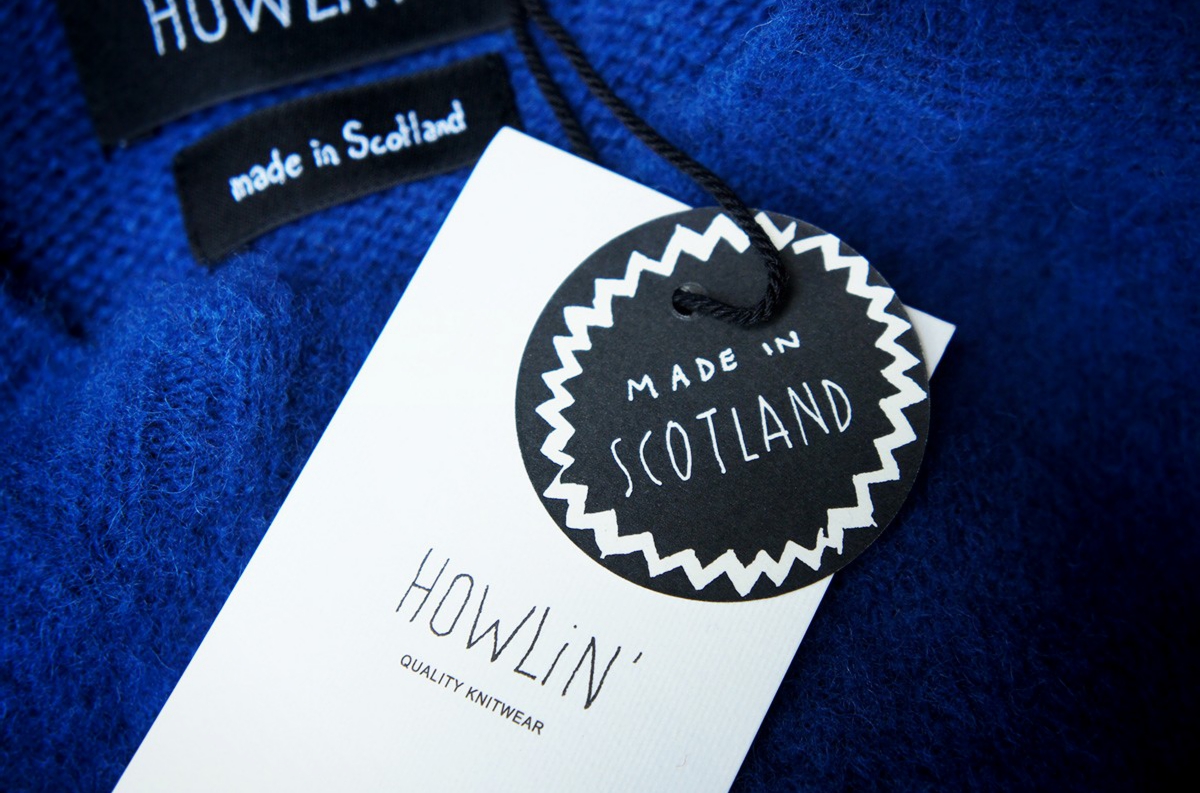 made in Scotland
MADE IN
SCOTLAND
HOWLiN'
QUALITY KNITWEAR